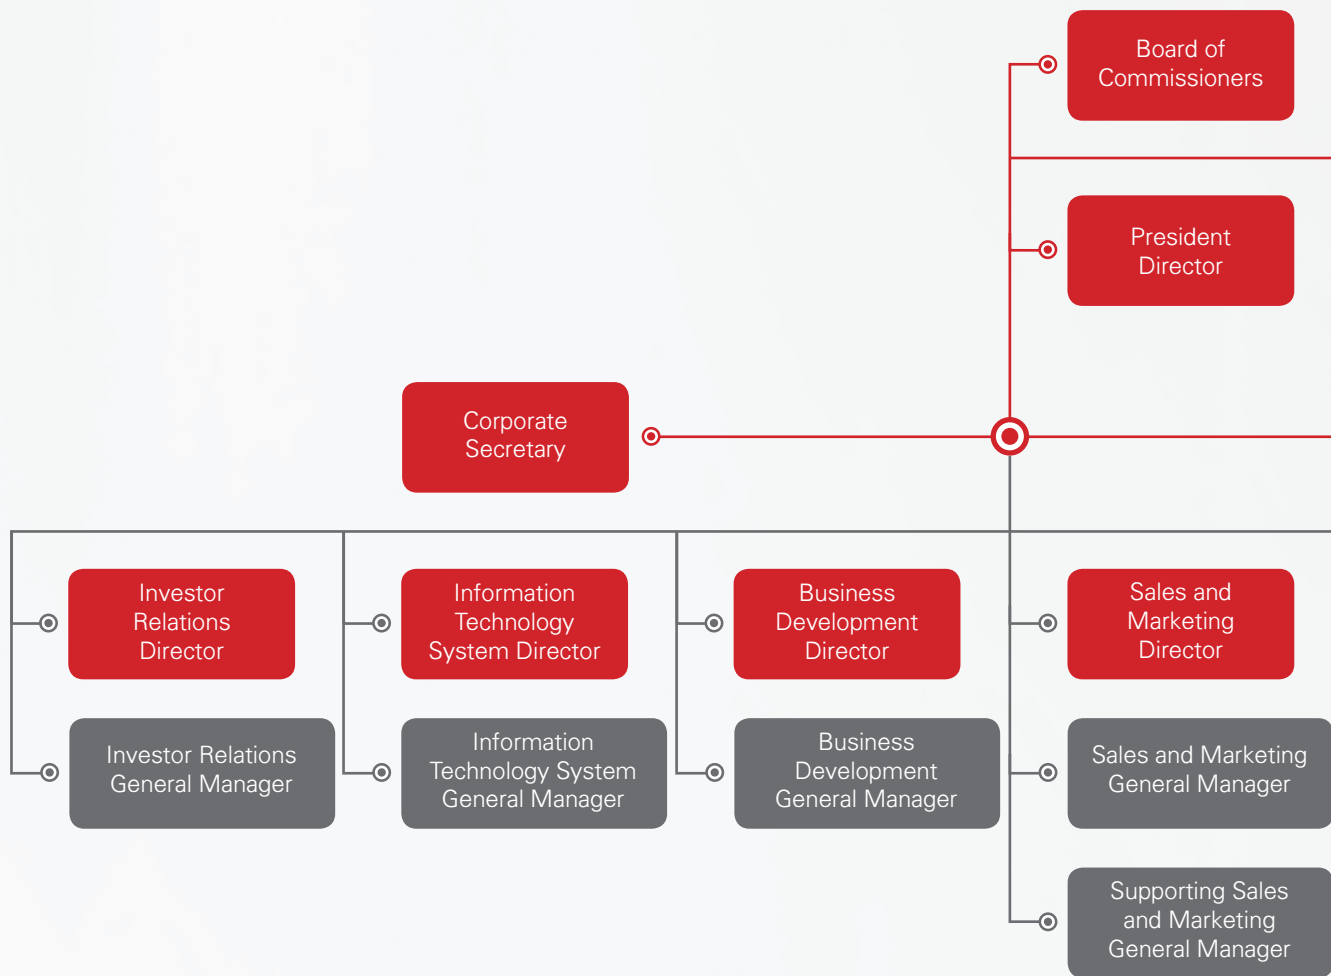 Board of
Commissioners
President
Director
Corporate
Secretary
Investor
Relations
Director
Information
Technology
System Director
Business
Development
Director
Sales and
Marketing
Director
Investor Relations
General Manager
Information
Technology System
General Manager
Business
Development
General Manager
Sales and Marketing
General Manager
Supporting Sales
and Marketing
General Manager